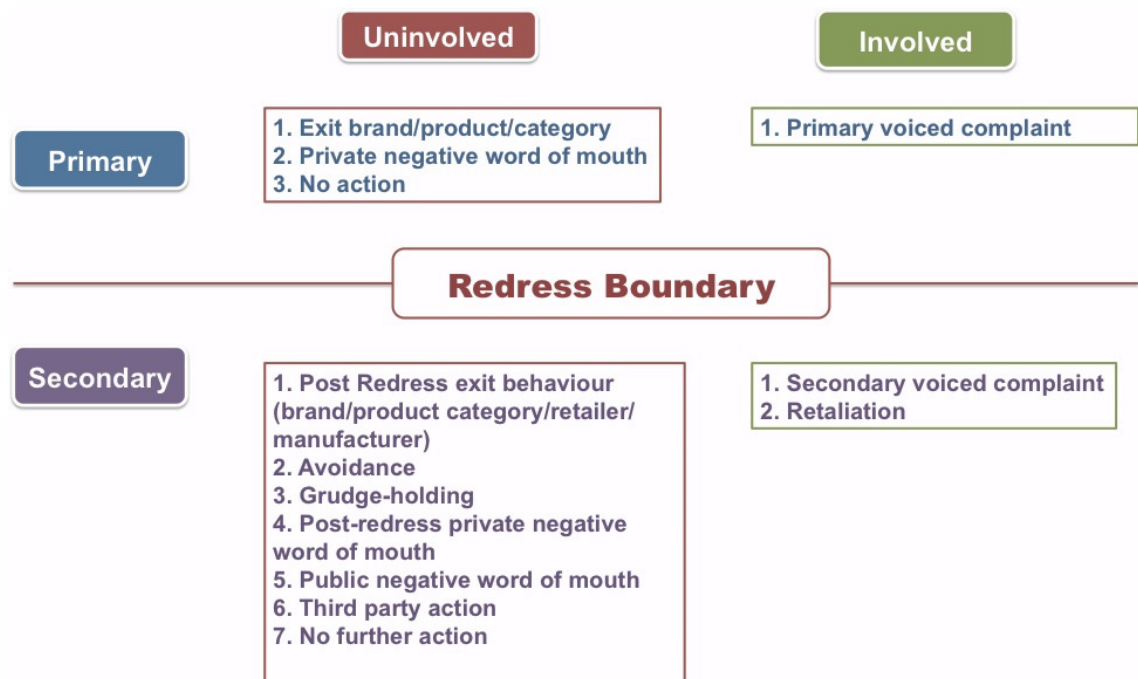 Uninvolved
Involved
Primary
1. Exit brand/product/category
2. Private negative word of mouth
3. No action
1. Primary voiced complaint
Redress Boundary
Secondary
1. Post Redress exit behaviour
(brand/product category/retailer/
manufacturer)
2. Avoidance
3. Grudge-holding
4. Post-redress private negative
word of mouth
5. Public negative word of mouth
6. Third party action
7. No further action
1. Secondary voiced complaint
2. Retaliation